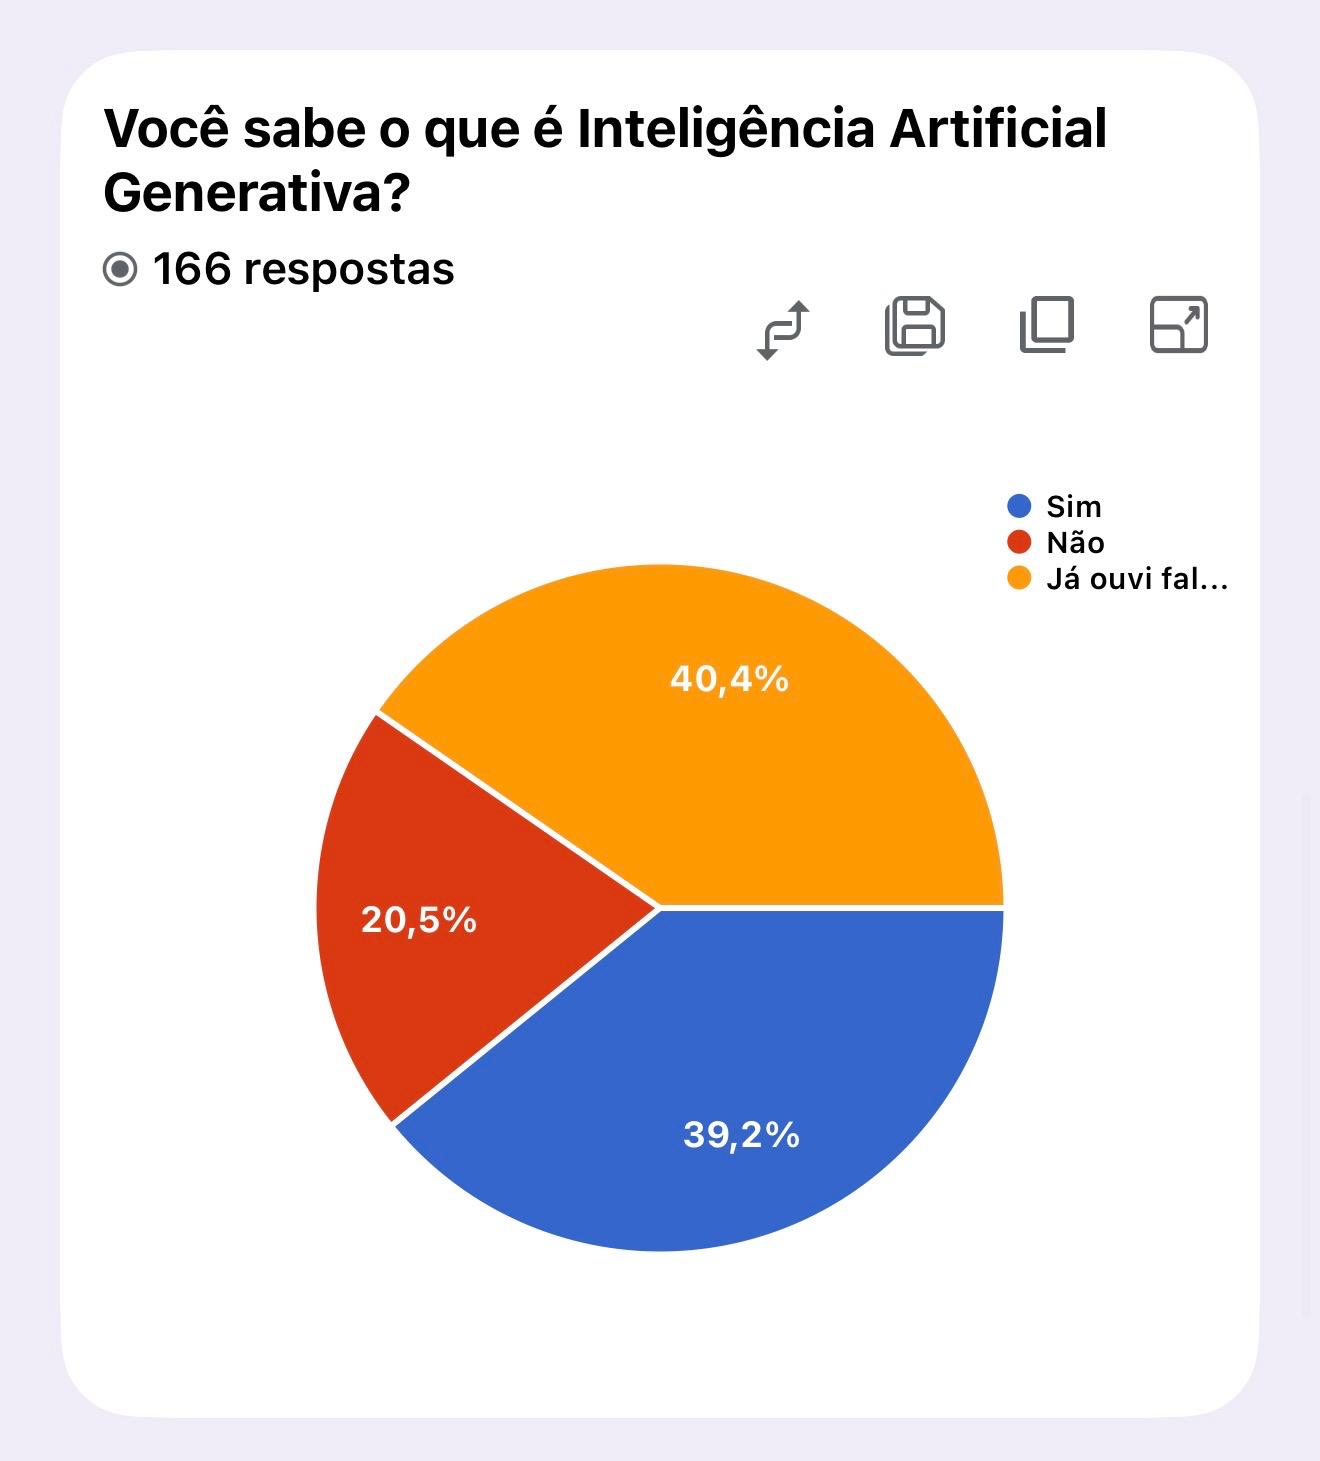 Você sabe o que é Inteligência Artificial
Generativa?
166 respostas
Sim
Não
Já ouvi fal...
40,4%
20,5%
39,2%